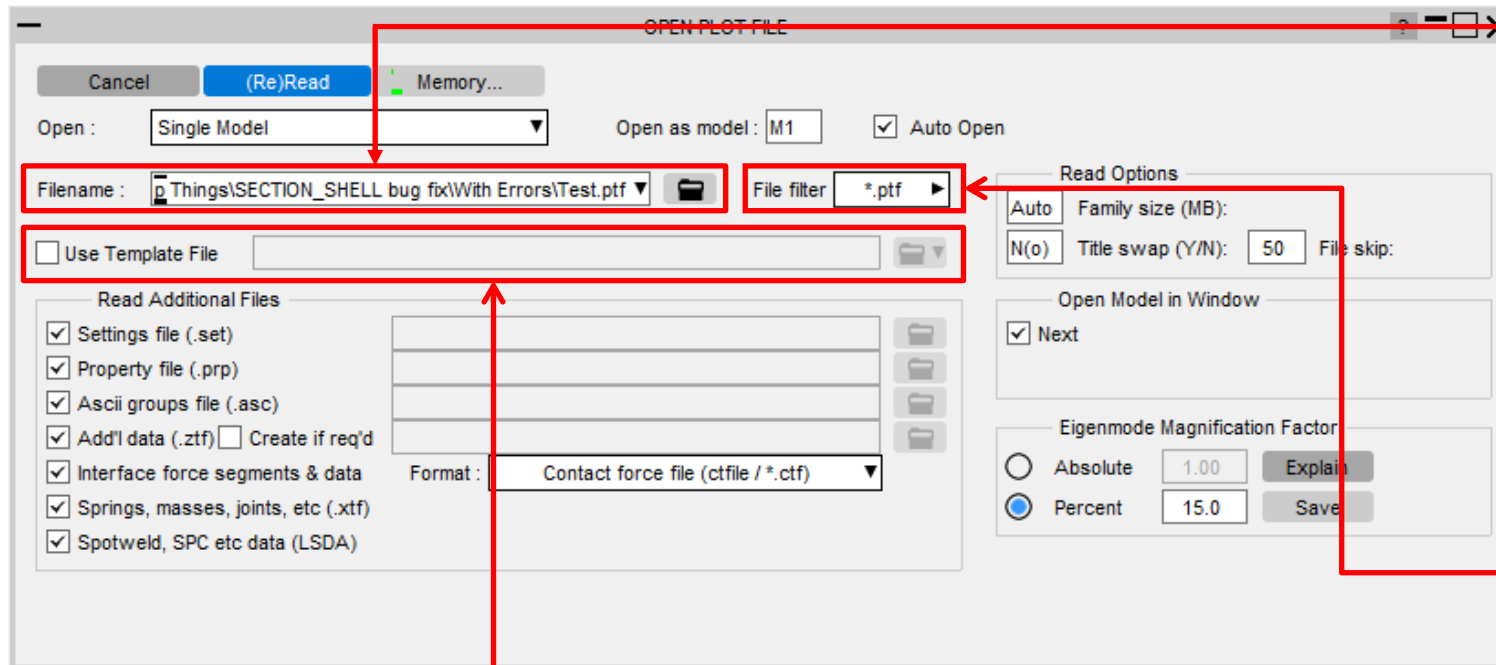 OPEN PLOT FILE ?
Cancel (Re)Read Memory...
Open : Single Model Open as model : M1 Auto Open
Filename : p Things\SECTION_SHELL bug fix\With Errors\Test.ptf File filter *.ptf
Use Template File
Read Additional Files
Settings file (.set)
Property file (.prp)
Ascii groups file (.asc)
Add'l data (.ztf) Create if req'd
Interface force segments & data Format : Contact force file (ctfile / *.ctf)
Springs, masses, joints, etc (.xtf)
Spotweld, SPC etc data (LSDA)
Read Options
Auto Family size (MB):
N(o) Title swap (Y/N): 50 File skip:
Open Model in Window
Next
Eigenmode Magnification Factor
Absolute 1.00 Explain
Percent 15.0 Save